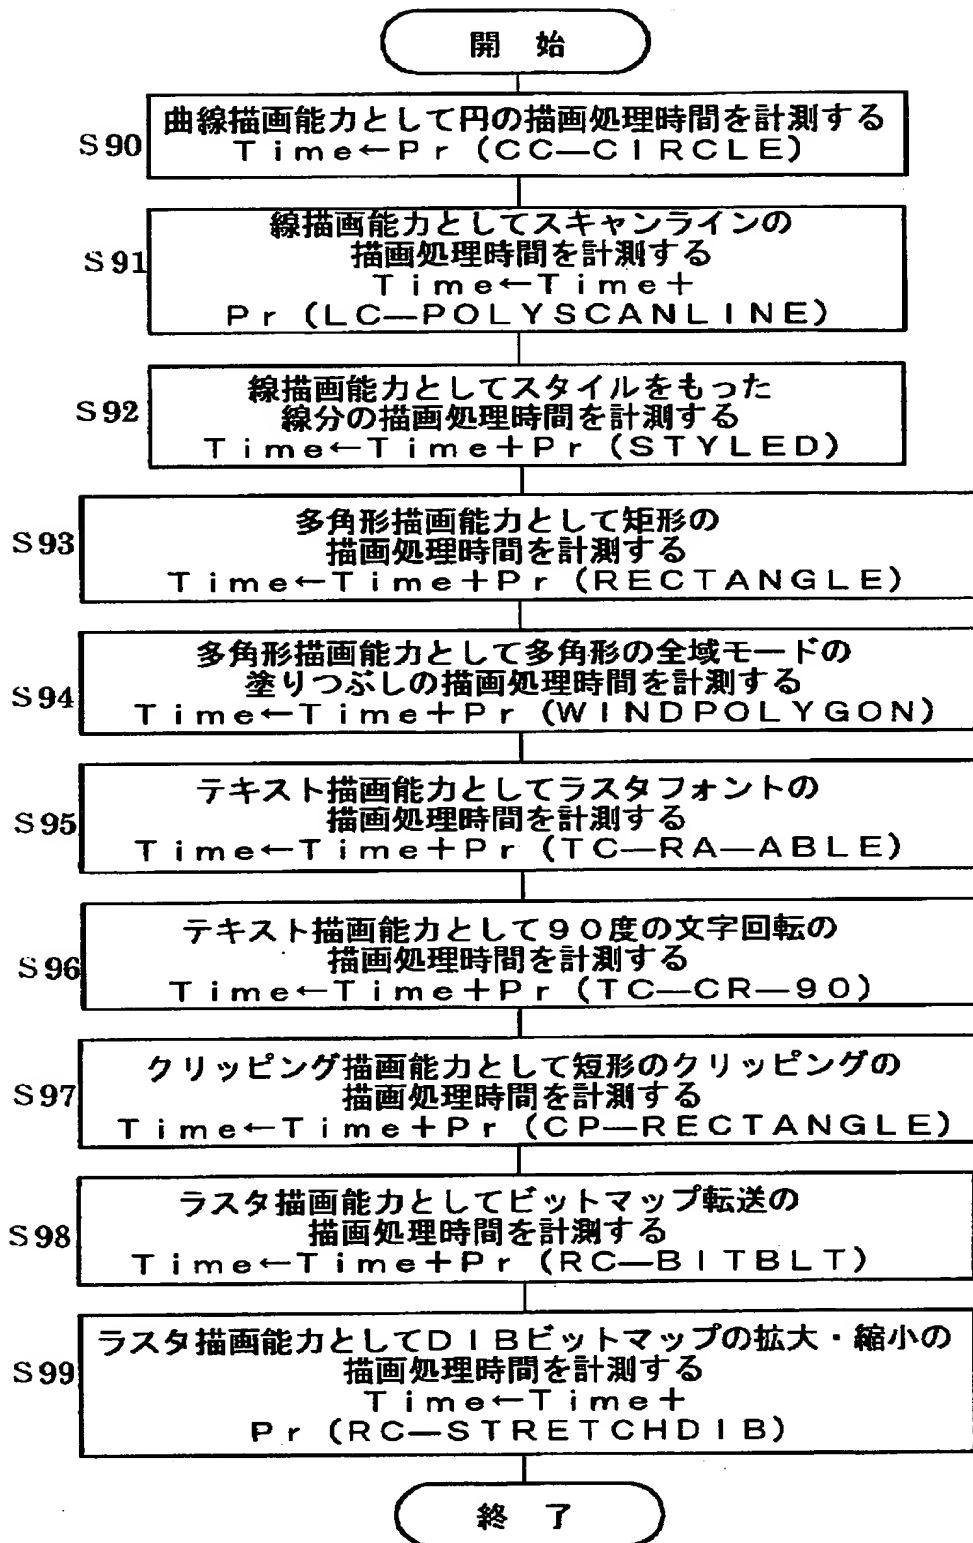 開 始
S90
曲線描画能力として円の描画処理時間を計測する
Time←Pr(CC—CIRCLE)
S91
線描画能力としてスキャンラインの
描画処理時間を計測する
Time←Time+
Pr(LC—POLYSCANLINE)
S92
線描画能力としてスタイルをもった
線分の描画処理時間を計測する
Time←Time+Pr(STYLED)
S93
多角形描画能力として矩形の
描画処理時間を計測する
Time←Time+Pr(RECTANGLE)
S94
多角形描画能力として多角形の全域モードの
塗りつぶしの描画処理時間を計測する
Time←Time+Pr(WINDPOLYGON)
S95
テキスト描画能力としてラスタフォントの
描画処理時間を計測する
Time←Time+Pr(TC—RA—ABLE)
S96
テキスト描画能力として90度の文字回転の
描画処理時間を計測する
Time←Time+Pr(TC—CR—90)
S97
クリッピング描画能力として短形のクリッピングの
描画処理時間を計測する
Time←Time+Pr(CP—RECTANGLE)
S98
ラスタ描画能力としてビットマップ転送の
描画処理時間を計測する
Time←Time+Pr(RC—BITBLT)
S99
ラスタ描画能力としてDIBビットマップの拡大・縮小の
描画処理時間を計測する
Time←Time+
Pr(RC—STRETCHDIB)
終 了